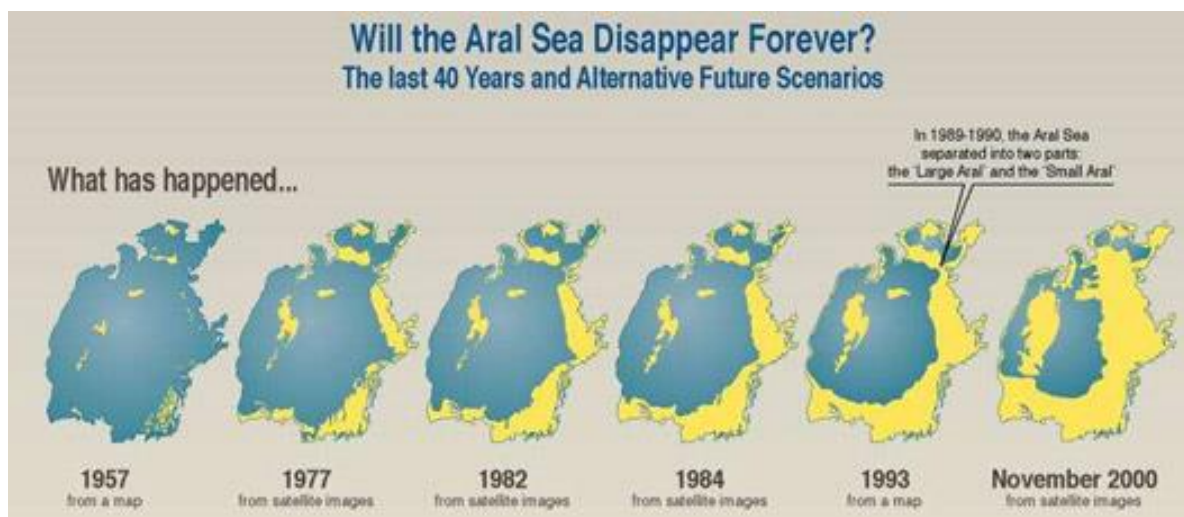 Will the Aral Sea Disappear Forever?
The last 40 Years and Alternative Future Scenarios
In 1989-1990, the Aral Sea
separated into two parts:
the "Large Aral" and the "Small Aral"
What has happened...
1957
from a map
1977
from satellite images
1982
from satellite images
1984
from satellite images
1993
from a map
November 2000
from satellite images